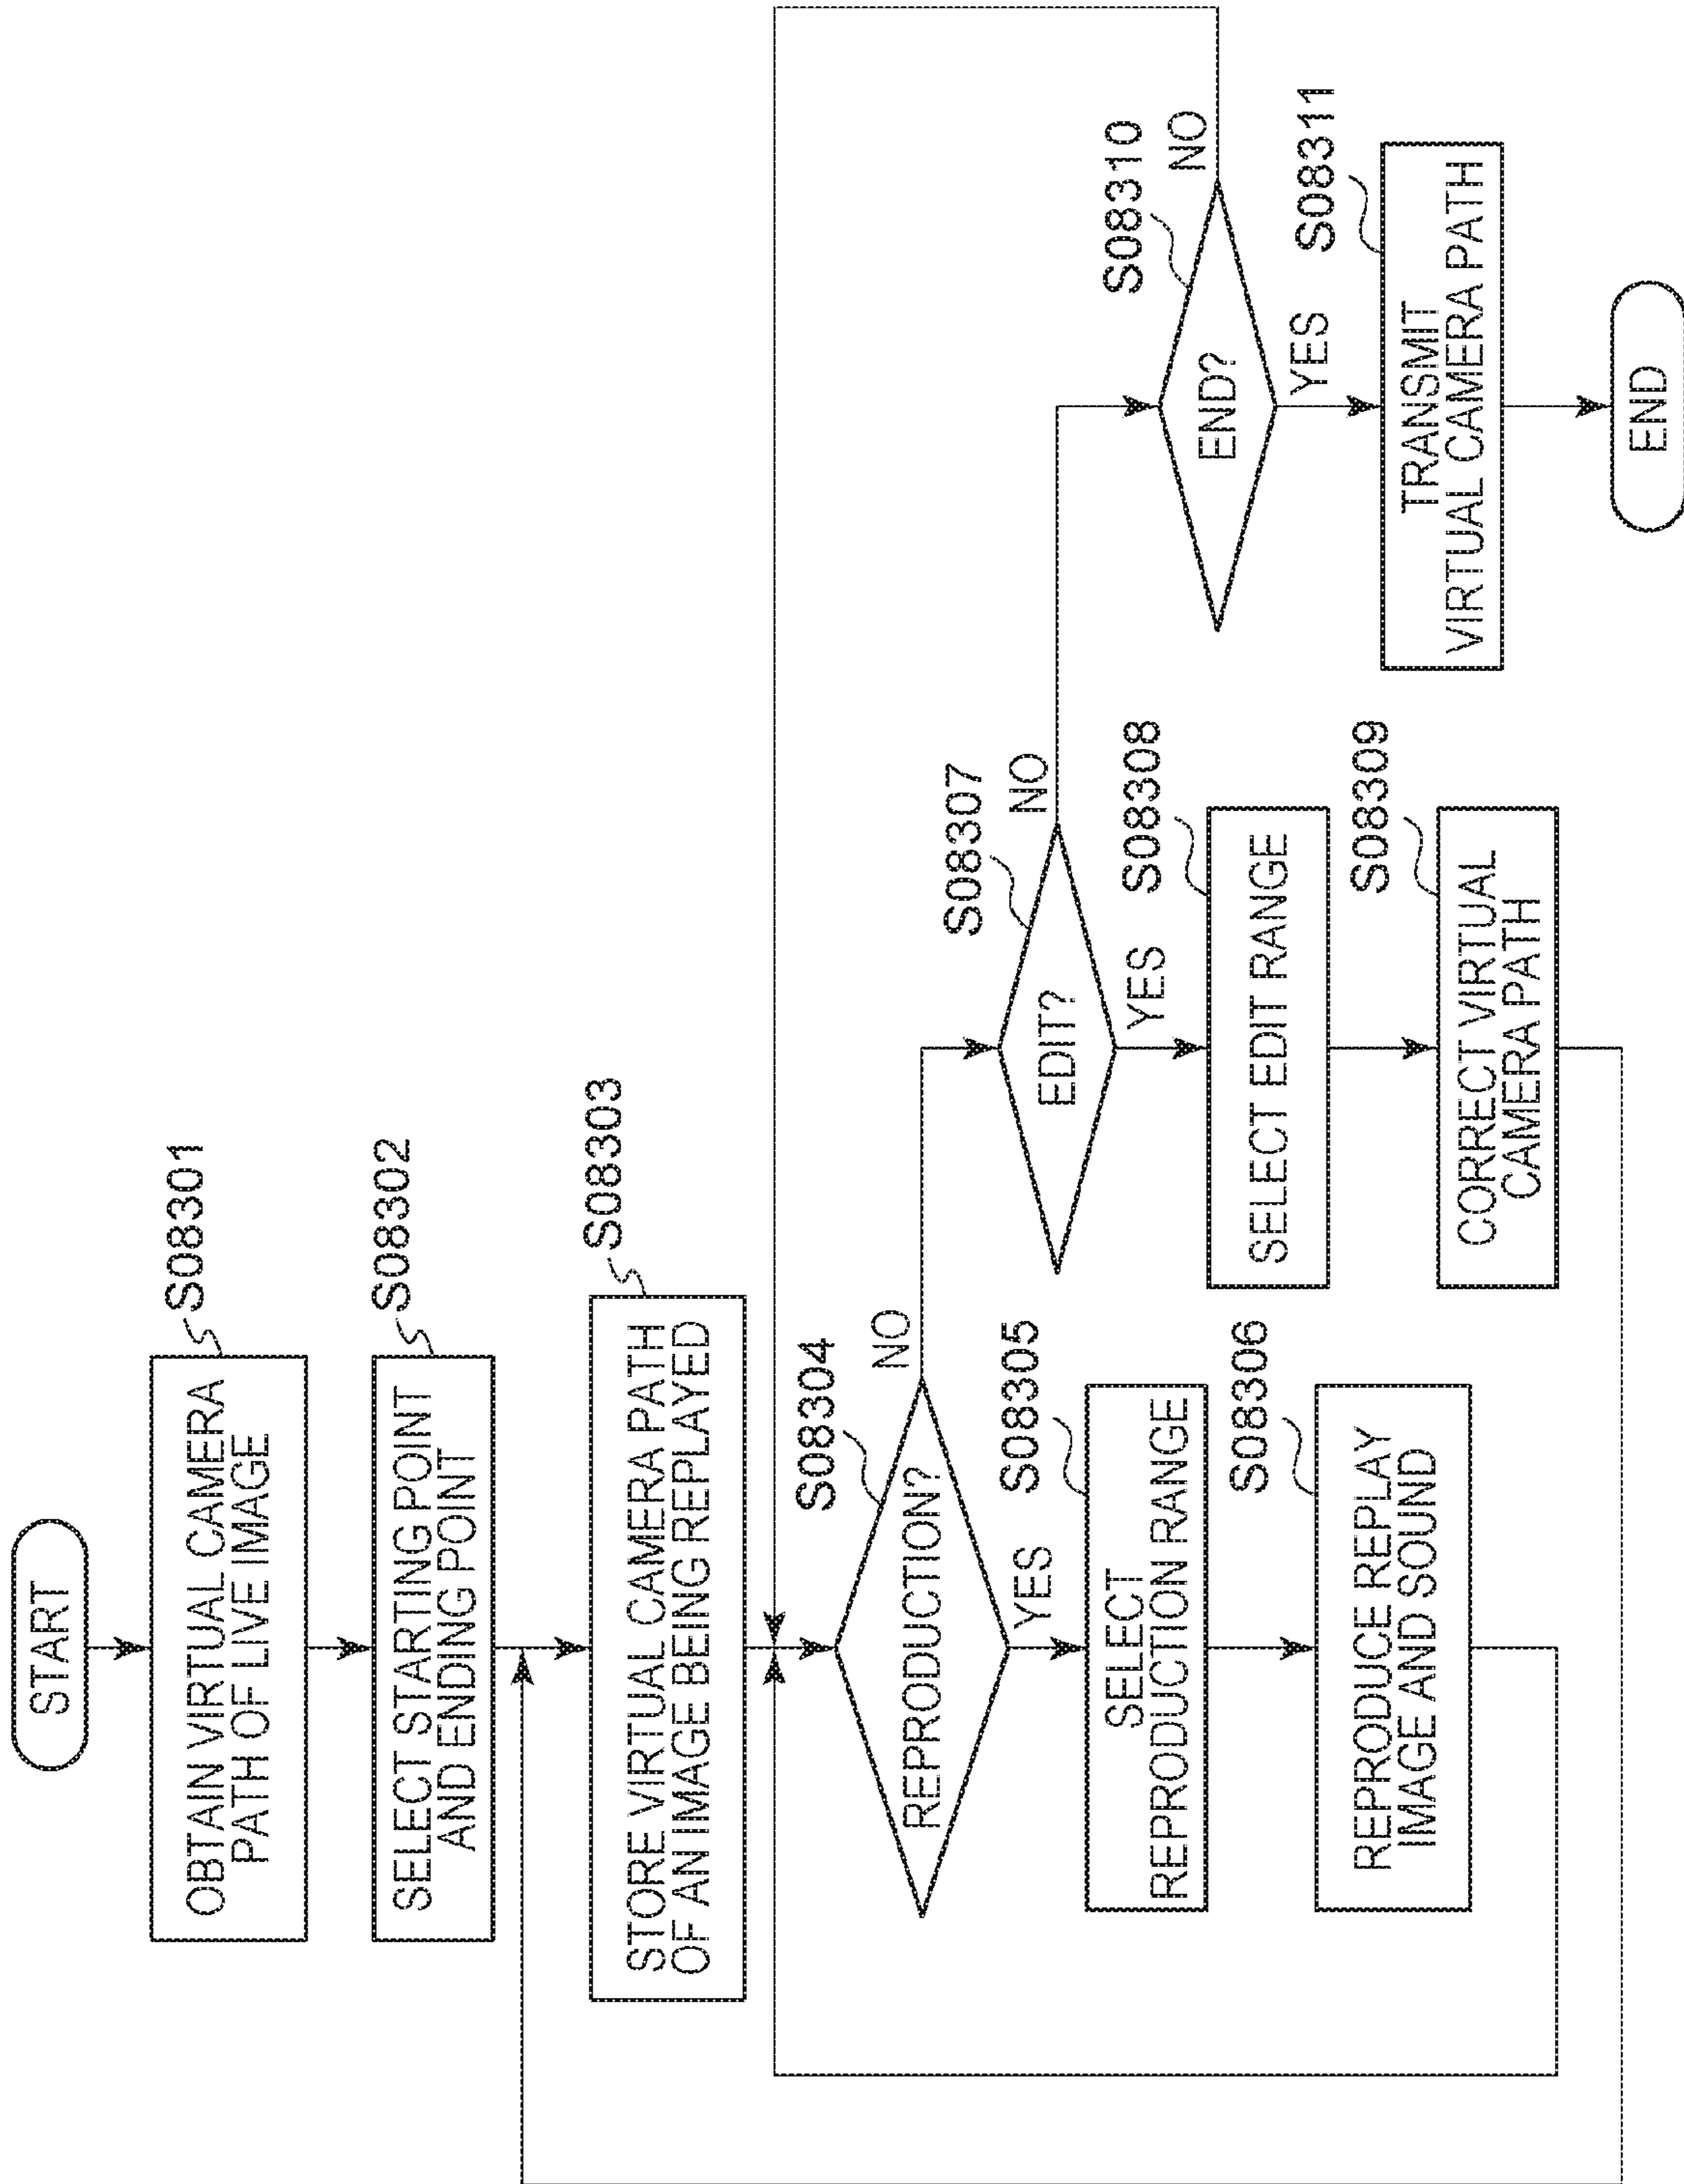 START
OBTAIN VIRTUAL CAMERA
PATH OF LIVE IMAGE
S08301
SELECT STARTING POINT
AND ENDING POINT
S08302
STORE VIRTUAL CAMERA PATH
OF AN IMAGE BEING REPLAYED
S08303
REPRODUCTION?
S08304
NO
YES
SELECT
REPRODUCTION RANGE
S08305
REPRODUCE REPLAY
IMAGE AND SOUND
S08306
EDIT?
S08307
NO
YES
SELECT EDIT RANGE
S08308
CORRECT VIRTUAL
CAMERA PATH
S08309
END?
S08310
NO
YES
TRANSMIT
VIRTUAL CAMERA PATH
S08311
END